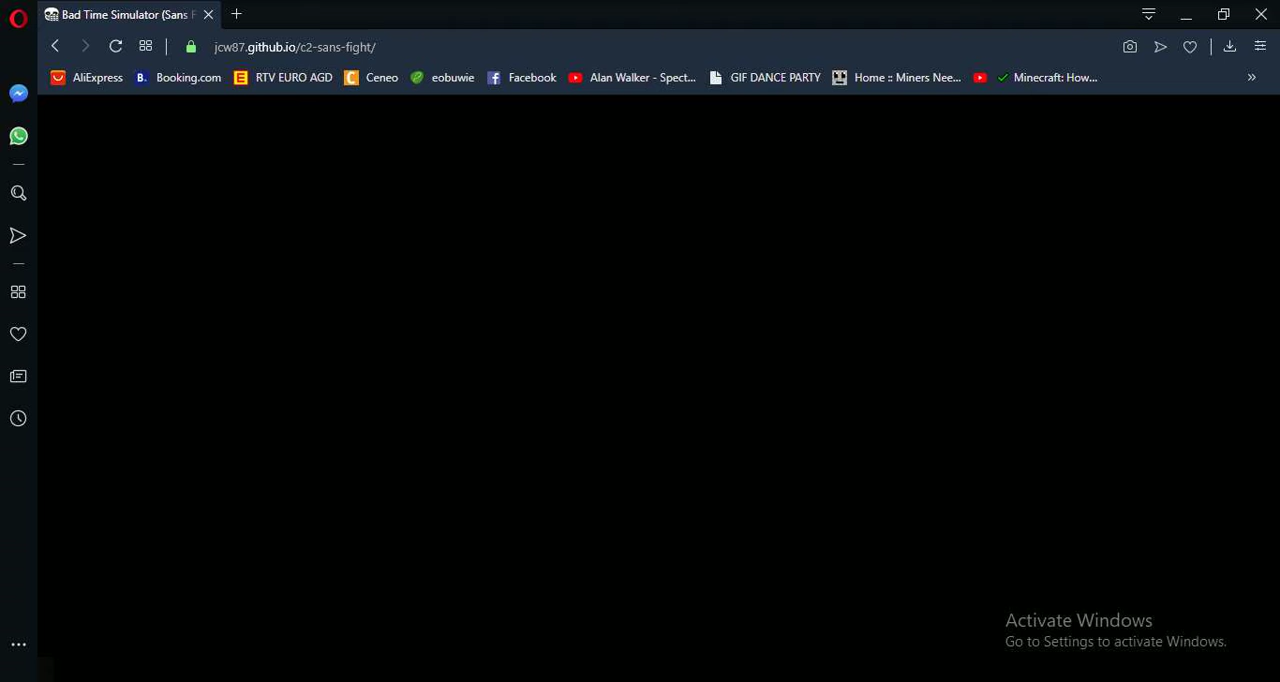 Bad Time Simulator (Sans F
jcw87.github.io/c2-sans-fight/
AliExpress B. Booking.com E RTV EURO AGD C Ceneo eobuwie f Facebook Alan Walker - Spect... GIF DANCE PARTY Home :: Miners Nee... Minecraft: How... »
Activate Windows
Go to Settings to activate Windows.